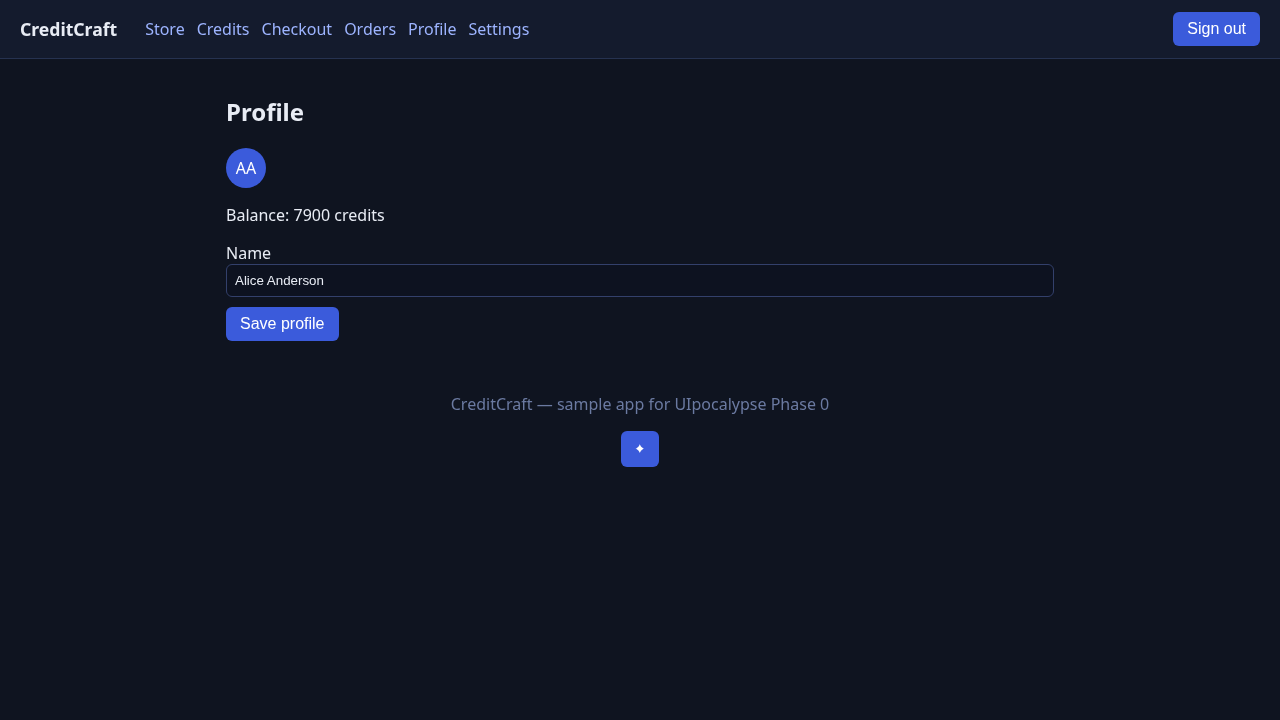 CreditCraft Store Credits Checkout Orders Profile Settings Sign out
Profile
AA
Balance: 7900 credits
Name
Alice Anderson
Save profile
CreditCraft — sample app for UIpocalypse Phase 0
✦